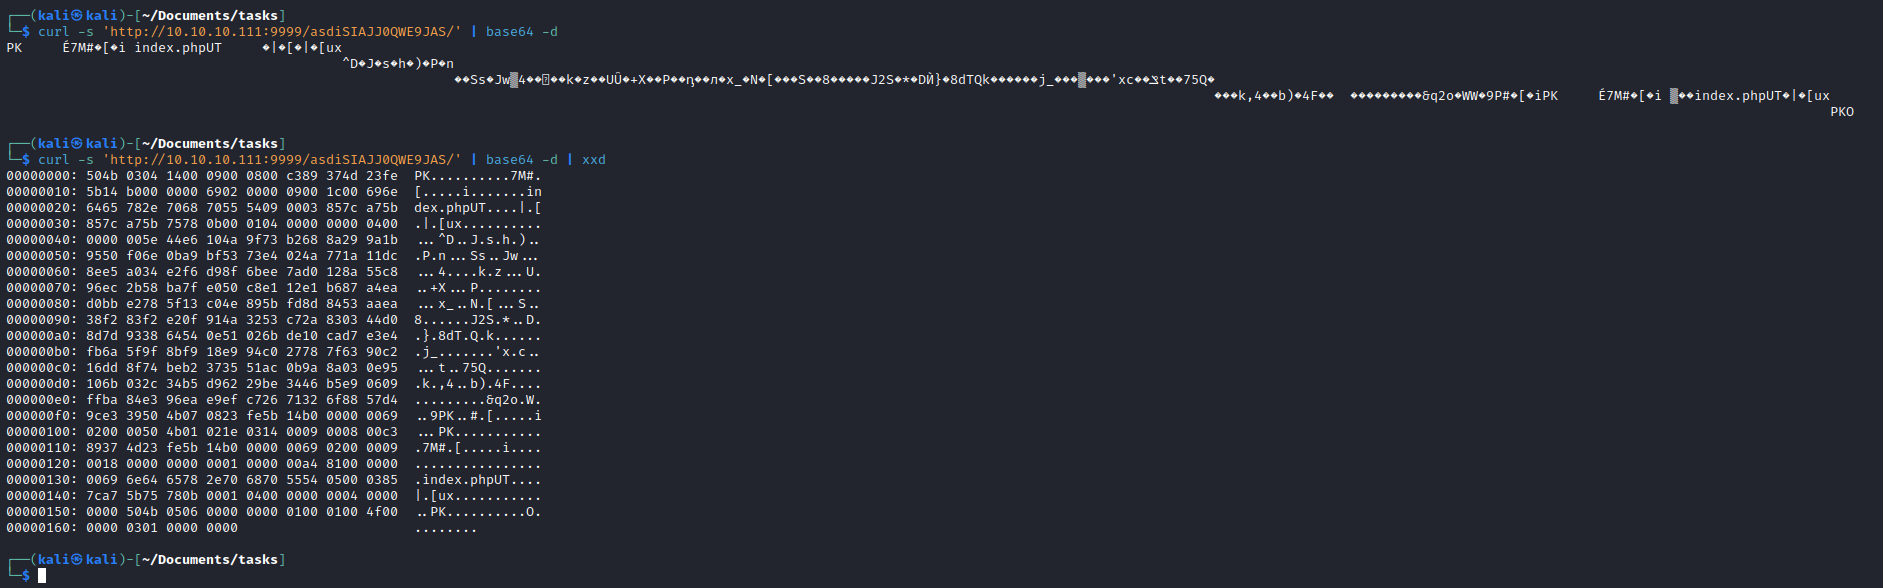 ┌──(kali㉿kali)-[~/Documents/tasks]
└─$ curl -s 'http://10.10.10.111:9999/asdiSIAJJ0QWE9JAS/' | base64 -d
PK É7M#�[�i index.phpUT �|�[�|�[ux
^D�J�s�h�)�P�n
��Ss�Jw▒4��
�z��UÜ�+X��P��ղ��л�x_�N�[���S��8�����J2S�*�DӢ}�8dTQk������j_���▒���'xc��ݖt��75Q�
���k,4��b)�4F�� ����������&q2o�WW�9P#�[�iPK É7M#�[�i ▒��index.phpUT�|�[ux
PKO
┌──(kali㉿kali)-[~/Documents/tasks]
└─$ curl -s 'http://10.10.10.111:9999/asdiSIAJJ0QWE9JAS/' | base64 -d | xxd
00000000: 504b 0304 1400 0900 0800 c389 374d 23fe  PK..........7M#.
00000010: 5b14 b000 0000 6902 0000 0900 1c00 696e  [.....i.......in
00000020: 6465 782e 7068 7055 5409 0003 857c a75b  dex.phpUT....|.[
00000030: 857c a75b 7578 0b00 0104 0000 0000 0400  .|.[ux..........
00000040: 0000 005e 44e6 104a 9f73 b268 8a29 9a1b  ...^D..J.s.h.)..
00000050: 9550 f06e 0ba9 bf53 73e4 024a 771a 11dc  .P.n...Ss..Jw...
00000060: 8ee5 a034 e2f6 d98f 6bee 7ad0 128a 55c8  ...4....k.z...U.
00000070: 96ec 2b58 ba7f e050 c8e1 12e1 b687 a4ea  ..+X...P........
00000080: d0bb e278 5f13 c04e 895b fd8d 8453 aaea  ...x_..N.[...S..
00000090: 38f2 83f2 e20f 914a 3253 c72a 8303 44d0  8......J2S.*..D.
000000a0: 8d7d 9338 6454 0e51 026b de10 cad7 e3e4  .}.8dT.Q.k......
000000b0: fb6a 5f9f 8bf9 18e9 94c0 2778 7f63 90c2  .j_.......'x.c..
000000c0: 16dd 8f74 beb2 3735 51ac 0b9a 8a03 0e95  ...t..75Q.......
000000d0: 106b 032c 34b5 d962 29be 3446 b5e9 0609  .k.,4..b).4F....
000000e0: ffba 84e3 96ea e9ef c726 7132 6f88 57d4  .........&q2o.W.
000000f0: 9ce3 3950 4b07 0823 fe5b 14b0 0000 0069  ..9PK..#.[.....i
00000100: 0200 0050 4b01 021e 0314 0009 0008 00c3  ...PK...........
00000110: 8937 4d23 fe5b 14b0 0000 0069 0200 0009  .7M#.[.....i....
00000120: 0018 0000 0000 0001 0000 00a4 8100 0000  ................
00000130: 0069 6e64 6578 2e70 6870 5554 0500 0385  .index.phpUT....
00000140: 7ca7 5b75 780b 0001 0400 0000 0004 0000  |.[ux...........
00000150: 0000 504b 0506 0000 0000 0100 0100 4f00  ..PK..........O.
00000160: 0000 0301 0000 0000                      ........
┌──(kali㉿kali)-[~/Documents/tasks]
└─$